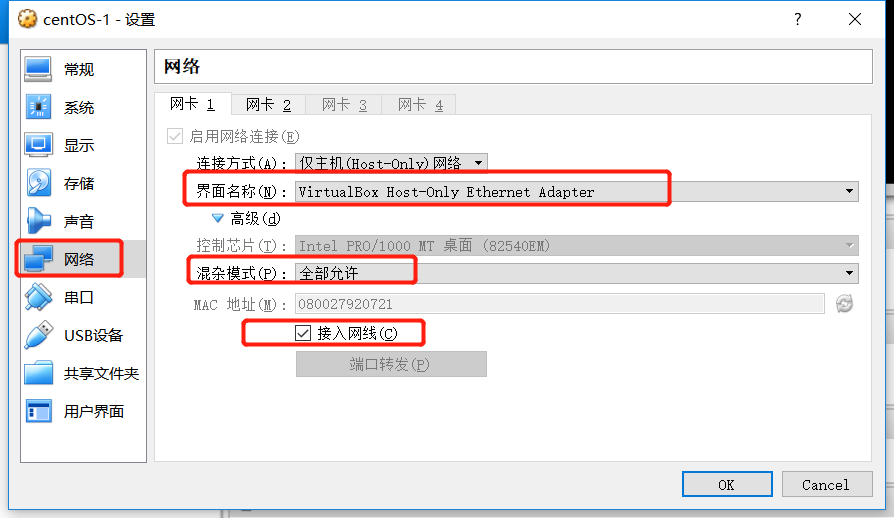 centOS-1 - 设置
?
常规
系统
显示
存储
声音
网络
串口
USB设备
共享文件夹
用户界面
网络
网卡 1 网卡 2 网卡 3 网卡 4
启用网络连接(E)
连接方式(A): 仅主机(Host-Only)网络
界面名称(N): VirtualBox Host-Only Ethernet Adapter
高级(d)
控制芯片(T): Intel PRO/1000 MT 桌面 (82540EM)
混杂模式(P): 全部允许
MAC 地址(M): 080027920721
接入网线(C)
端口转发(P)
OK Cancel